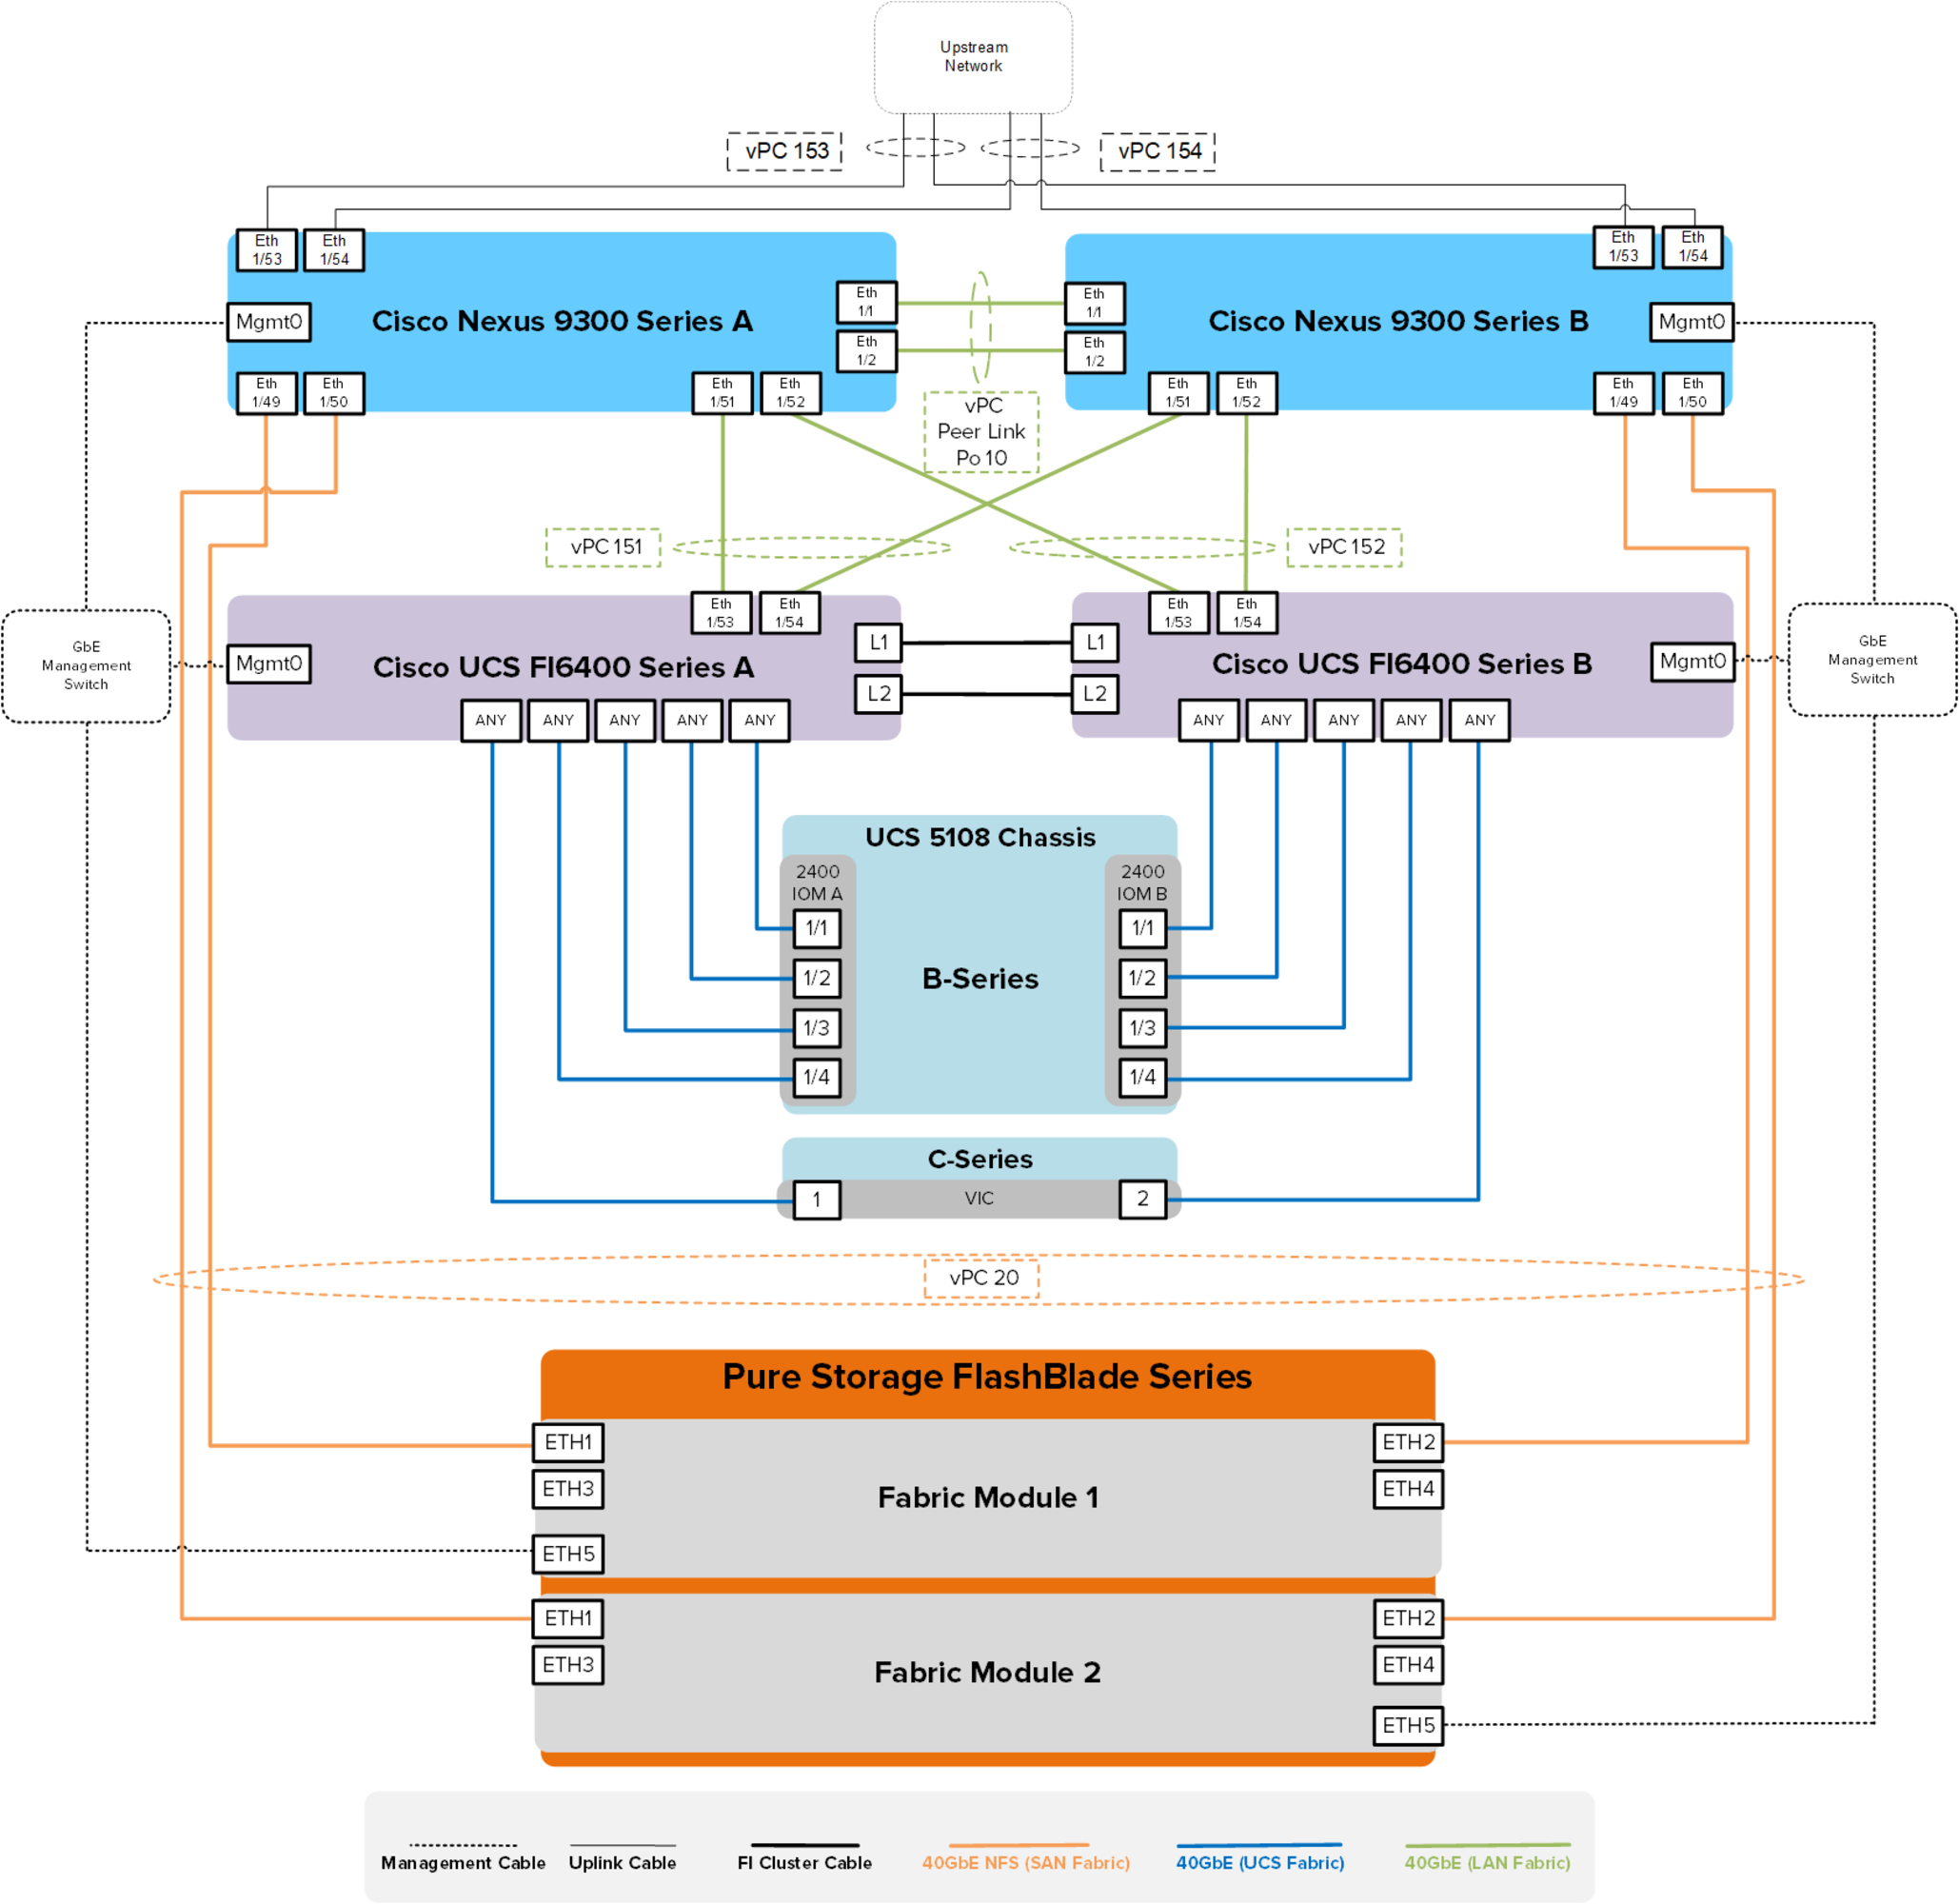 Upstream
Network
vPC 153
vPC 154
Eth
1/53
Eth
1/54
Eth
1/53
Eth
1/54
Mgmt0
Cisco Nexus 9300 Series A
Eth
1/1
Eth
1/2
Eth
1/1
Eth
1/2
Cisco Nexus 9300 Series B
Mgmt0
Eth
1/49
Eth
1/50
Eth
1/51
Eth
1/52
vPC
Peer Link
Po 10
Eth
1/51
Eth
1/52
Eth
1/49
Eth
1/50
vPC 151
vPC 152
GbE
Management
Switch
Mgmt0
Cisco UCS FI6400 Series A
Eth
1/53
Eth
1/54
L1
L2
L1
L2
Eth
1/53
Eth
1/54
Cisco UCS FI6400 Series B
Mgmt0
GbE
Management
Switch
ANY
ANY
ANY
ANY
ANY
ANY
ANY
ANY
ANY
ANY
UCS 5108 Chassis
2400
IOM A
1/1
1/2
1/3
1/4
B-Series
2400
IOM B
1/1
1/2
1/3
1/4
C-Series
1
VIC
2
vPC 20
Pure Storage FlashBlade Series
ETH1
ETH3
ETH5
Fabric Module 1
ETH2
ETH4
ETH1
ETH3
Fabric Module 2
ETH2
ETH4
ETH5
Management Cable
Uplink Cable
FI Cluster Cable
40GbE NFS (SAN Fabric)
40GbE (UCS Fabric)
40GbE (LAN Fabric)